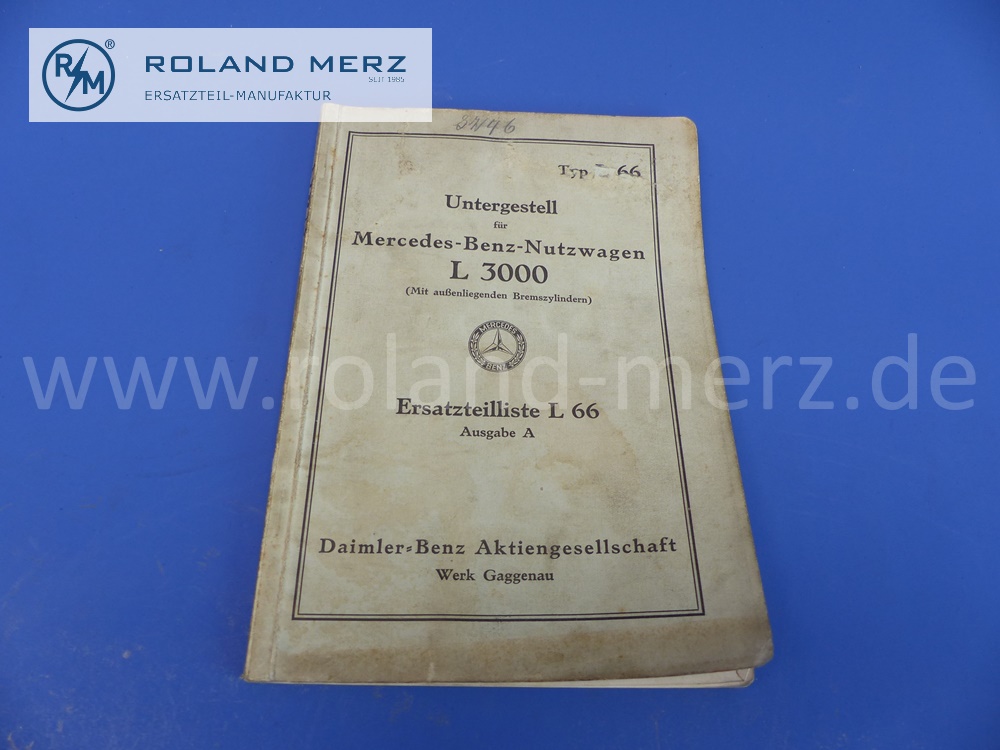 R M ®
ROLAND MERZ
SEIT 1985
ERSATZTEIL-MANUFAKTUR
Typ 66
Untergestell
für
Mercedes-Benz-Nutzwagen
L 3000
(Mit außenliegenden Bremszylindern)
MERCEDES
BENZ
www.roland-merz.de
Ersatzteilliste L 66
Ausgabe A
Daimler-Benz Aktiengesellschaft
Werk Gaggenau